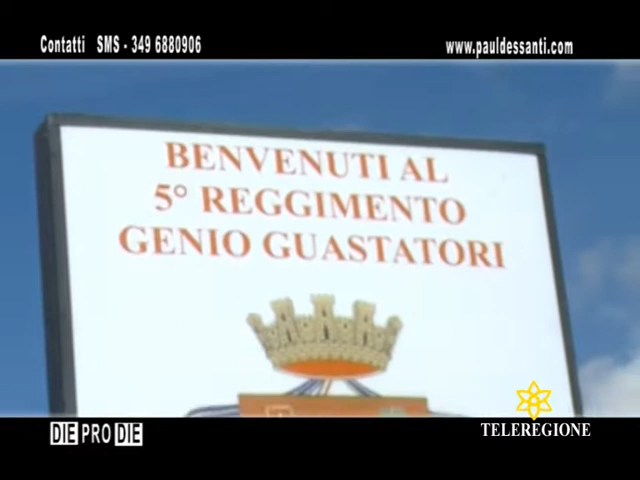 Contatti SMS - 349 6880906
www.pauldessanti.com
BENVENUTI AL
5° REGGIMENTO
GENIO GUASTATORI
DIE PRO DIE
TELEREGIONE